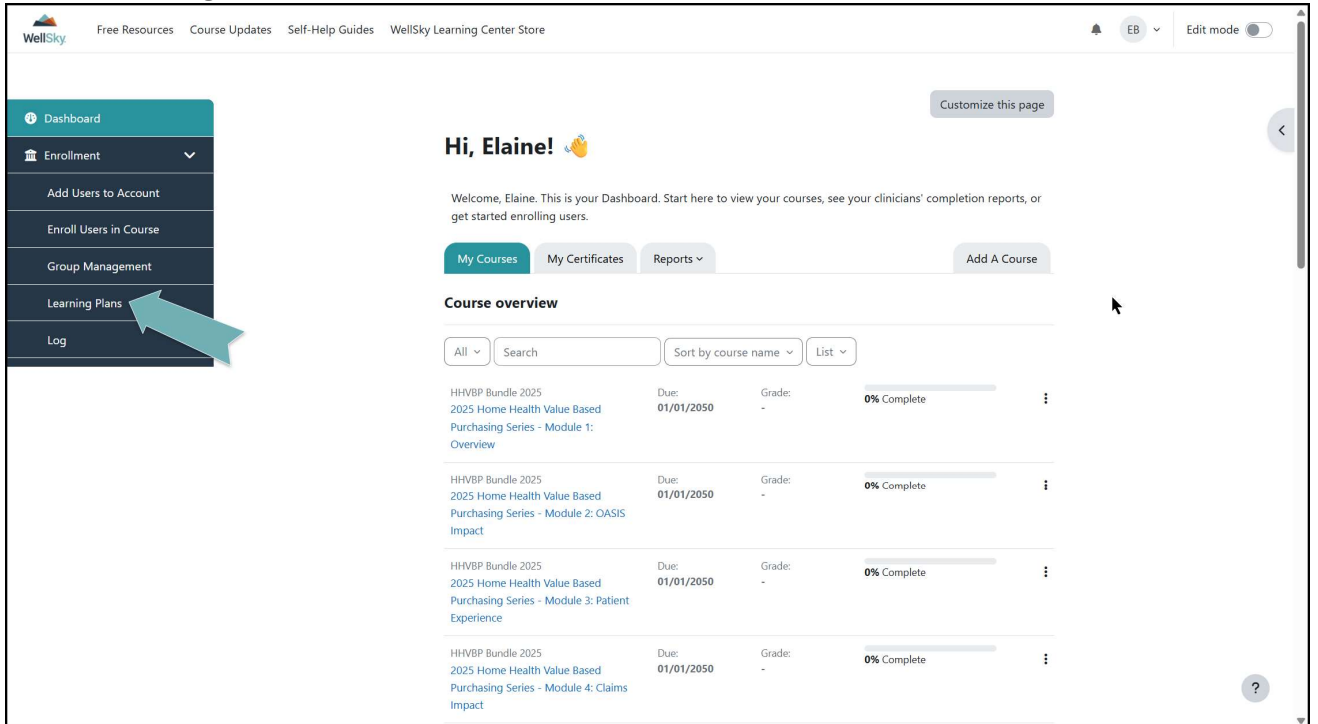 WellSky
Free Resources Course Updates Self-Help Guides WellSky Learning Center Store
EB
Edit mode
Dashboard
Enrollment
Add Users to Account
Enroll Users in Course
Group Management
Learning Plans
Log
Customize this page
Hi, Elaine! 👋
Welcome, Elaine. This is your Dashboard. Start here to view your courses, see your clinicians' completion reports, or
get started enrolling users.
My Courses My Certificates Reports Add A Course
Course overview
All Search Sort by course name List
HHVBP Bundle 2025
2025 Home Health Value Based
Purchasing Series - Module 1:
Overview
Due:
01/01/2050
Grade:
-
0% Complete
HHVBP Bundle 2025
2025 Home Health Value Based
Purchasing Series - Module 2: OASIS
Impact
Due:
01/01/2050
Grade:
-
0% Complete
HHVBP Bundle 2025
2025 Home Health Value Based
Purchasing Series - Module 3: Patient
Experience
Due:
01/01/2050
Grade:
-
0% Complete
HHVBP Bundle 2025
2025 Home Health Value Based
Purchasing Series - Module 4: Claims
Impact
Due:
01/01/2050
Grade:
-
0% Complete
?